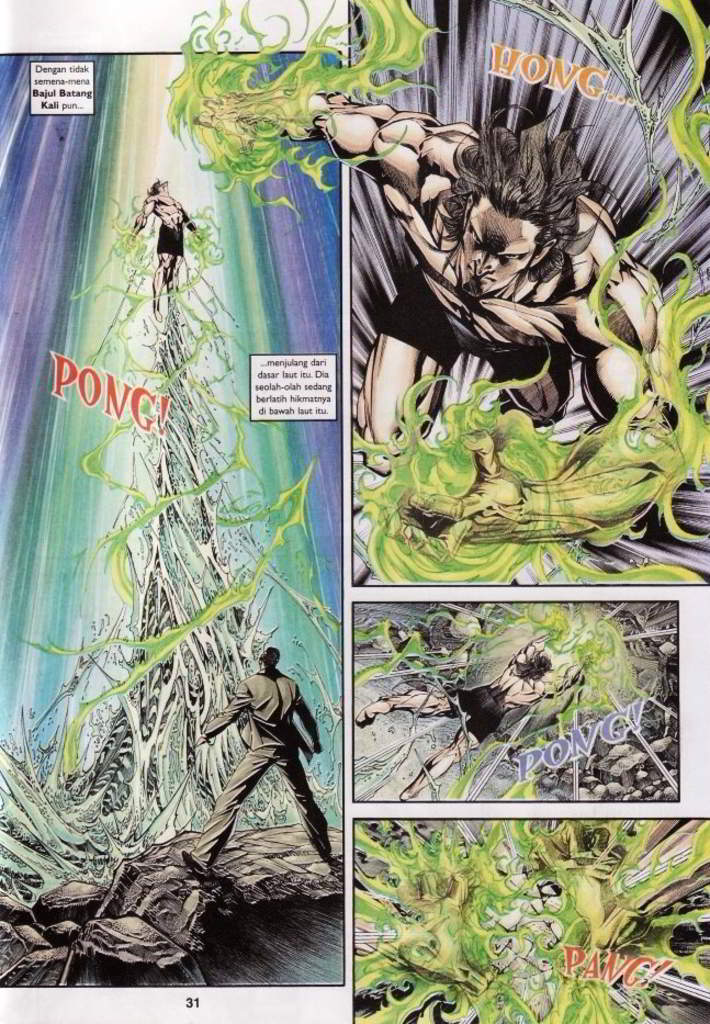 Dengan tidak
semena-mena
Bajul Batang
Kali pun...
PONG!
...menjulang dari
dasar laut itu. Dia
seolah-olah sedang
berlatih hikmatnya
di bawah laut itu.
HONG...
PONG!
PANG!
31